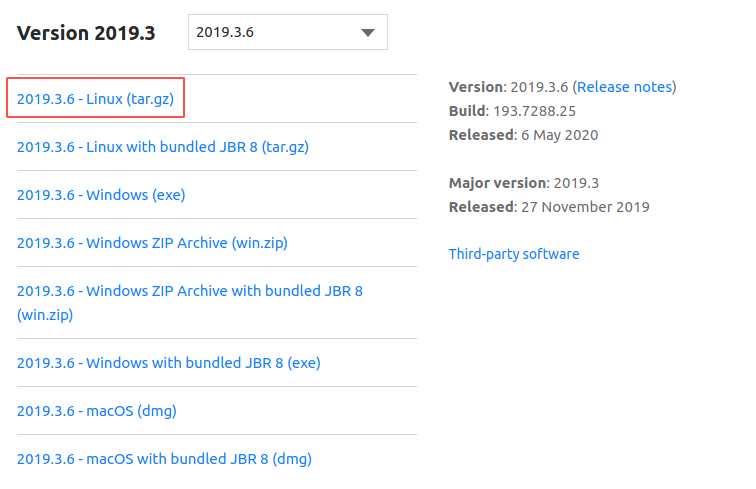 Version 2019.3
2019.3.6
2019.3.6 - Linux (tar.gz)
2019.3.6 - Linux with bundled JBR 8 (tar.gz)
2019.3.6 - Windows (exe)
2019.3.6 - Windows ZIP Archive (win.zip)
2019.3.6 - Windows ZIP Archive with bundled JBR 8
(win.zip)
2019.3.6 - Windows with bundled JBR 8 (exe)
2019.3.6 - macOS (dmg)
2019.3.6 - macOS with bundled JBR 8 (dmg)
Version: 2019.3.6 (Release notes)
Build: 193.7288.25
Released: 6 May 2020
Major version: 2019.3
Released: 27 November 2019
Third-party software